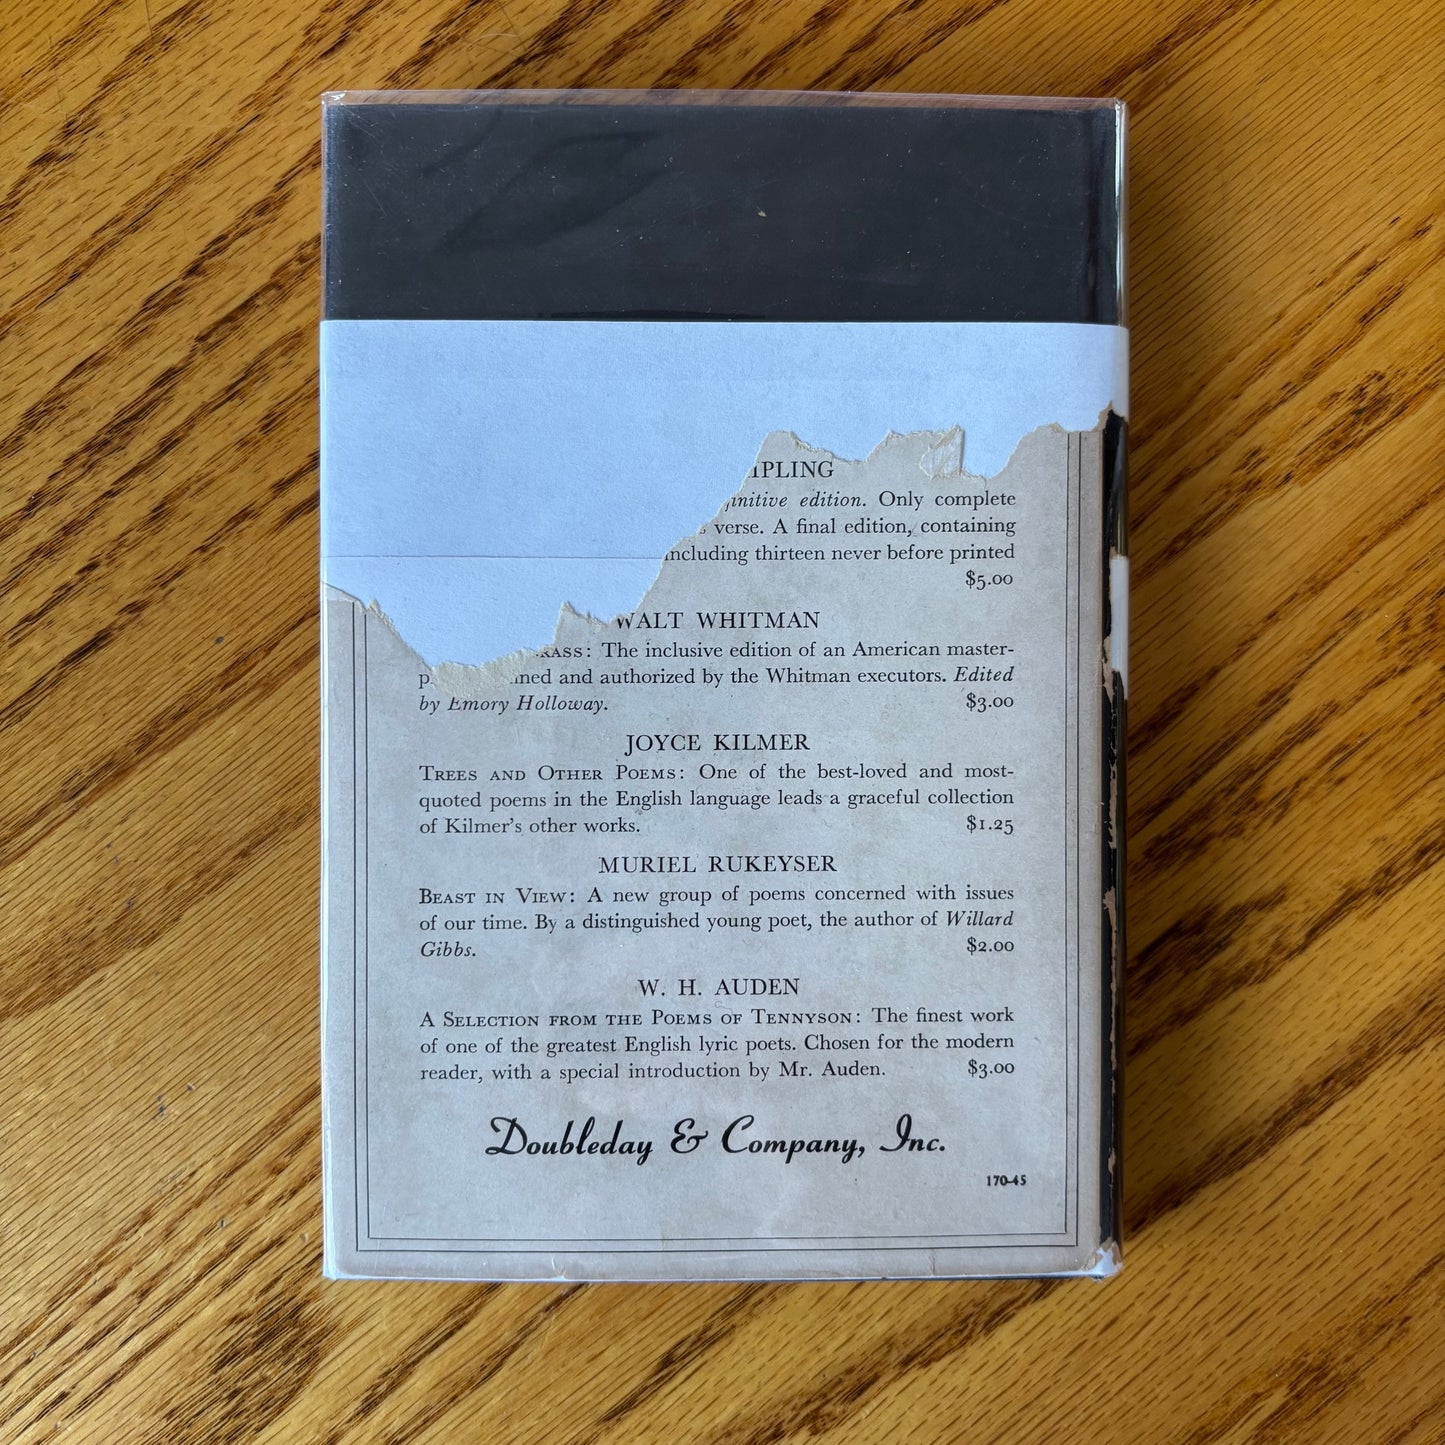 IPLING
finitive edition. Only complete
verse. A final edition, containing
including thirteen never before printed
$5.00
WALT WHITMAN
RASS: The inclusive edition of an American master-
and authorized by the Whitman executors. Edited
by Emory Holloway. $3.00
JOYCE KILMER
TREES AND OTHER POEMS: One of the best-loved and most-
quoted poems in the English language leads a graceful collection
of Kilmer's other works. $1.25
MURIEL RUKEYSER
BEAST IN VIEW: A new group of poems concerned with issues
of our time. By a distinguished young poet, the author of Willard
Gibbs. $2.00
W. H. AUDEN
A SELECTION FROM THE POEMS OF TENNYSON: The finest work
of one of the greatest English lyric poets. Chosen for the modern
reader, with a special introduction by Mr. Auden. $3.00
Doubleday & Company, Inc.
170-45